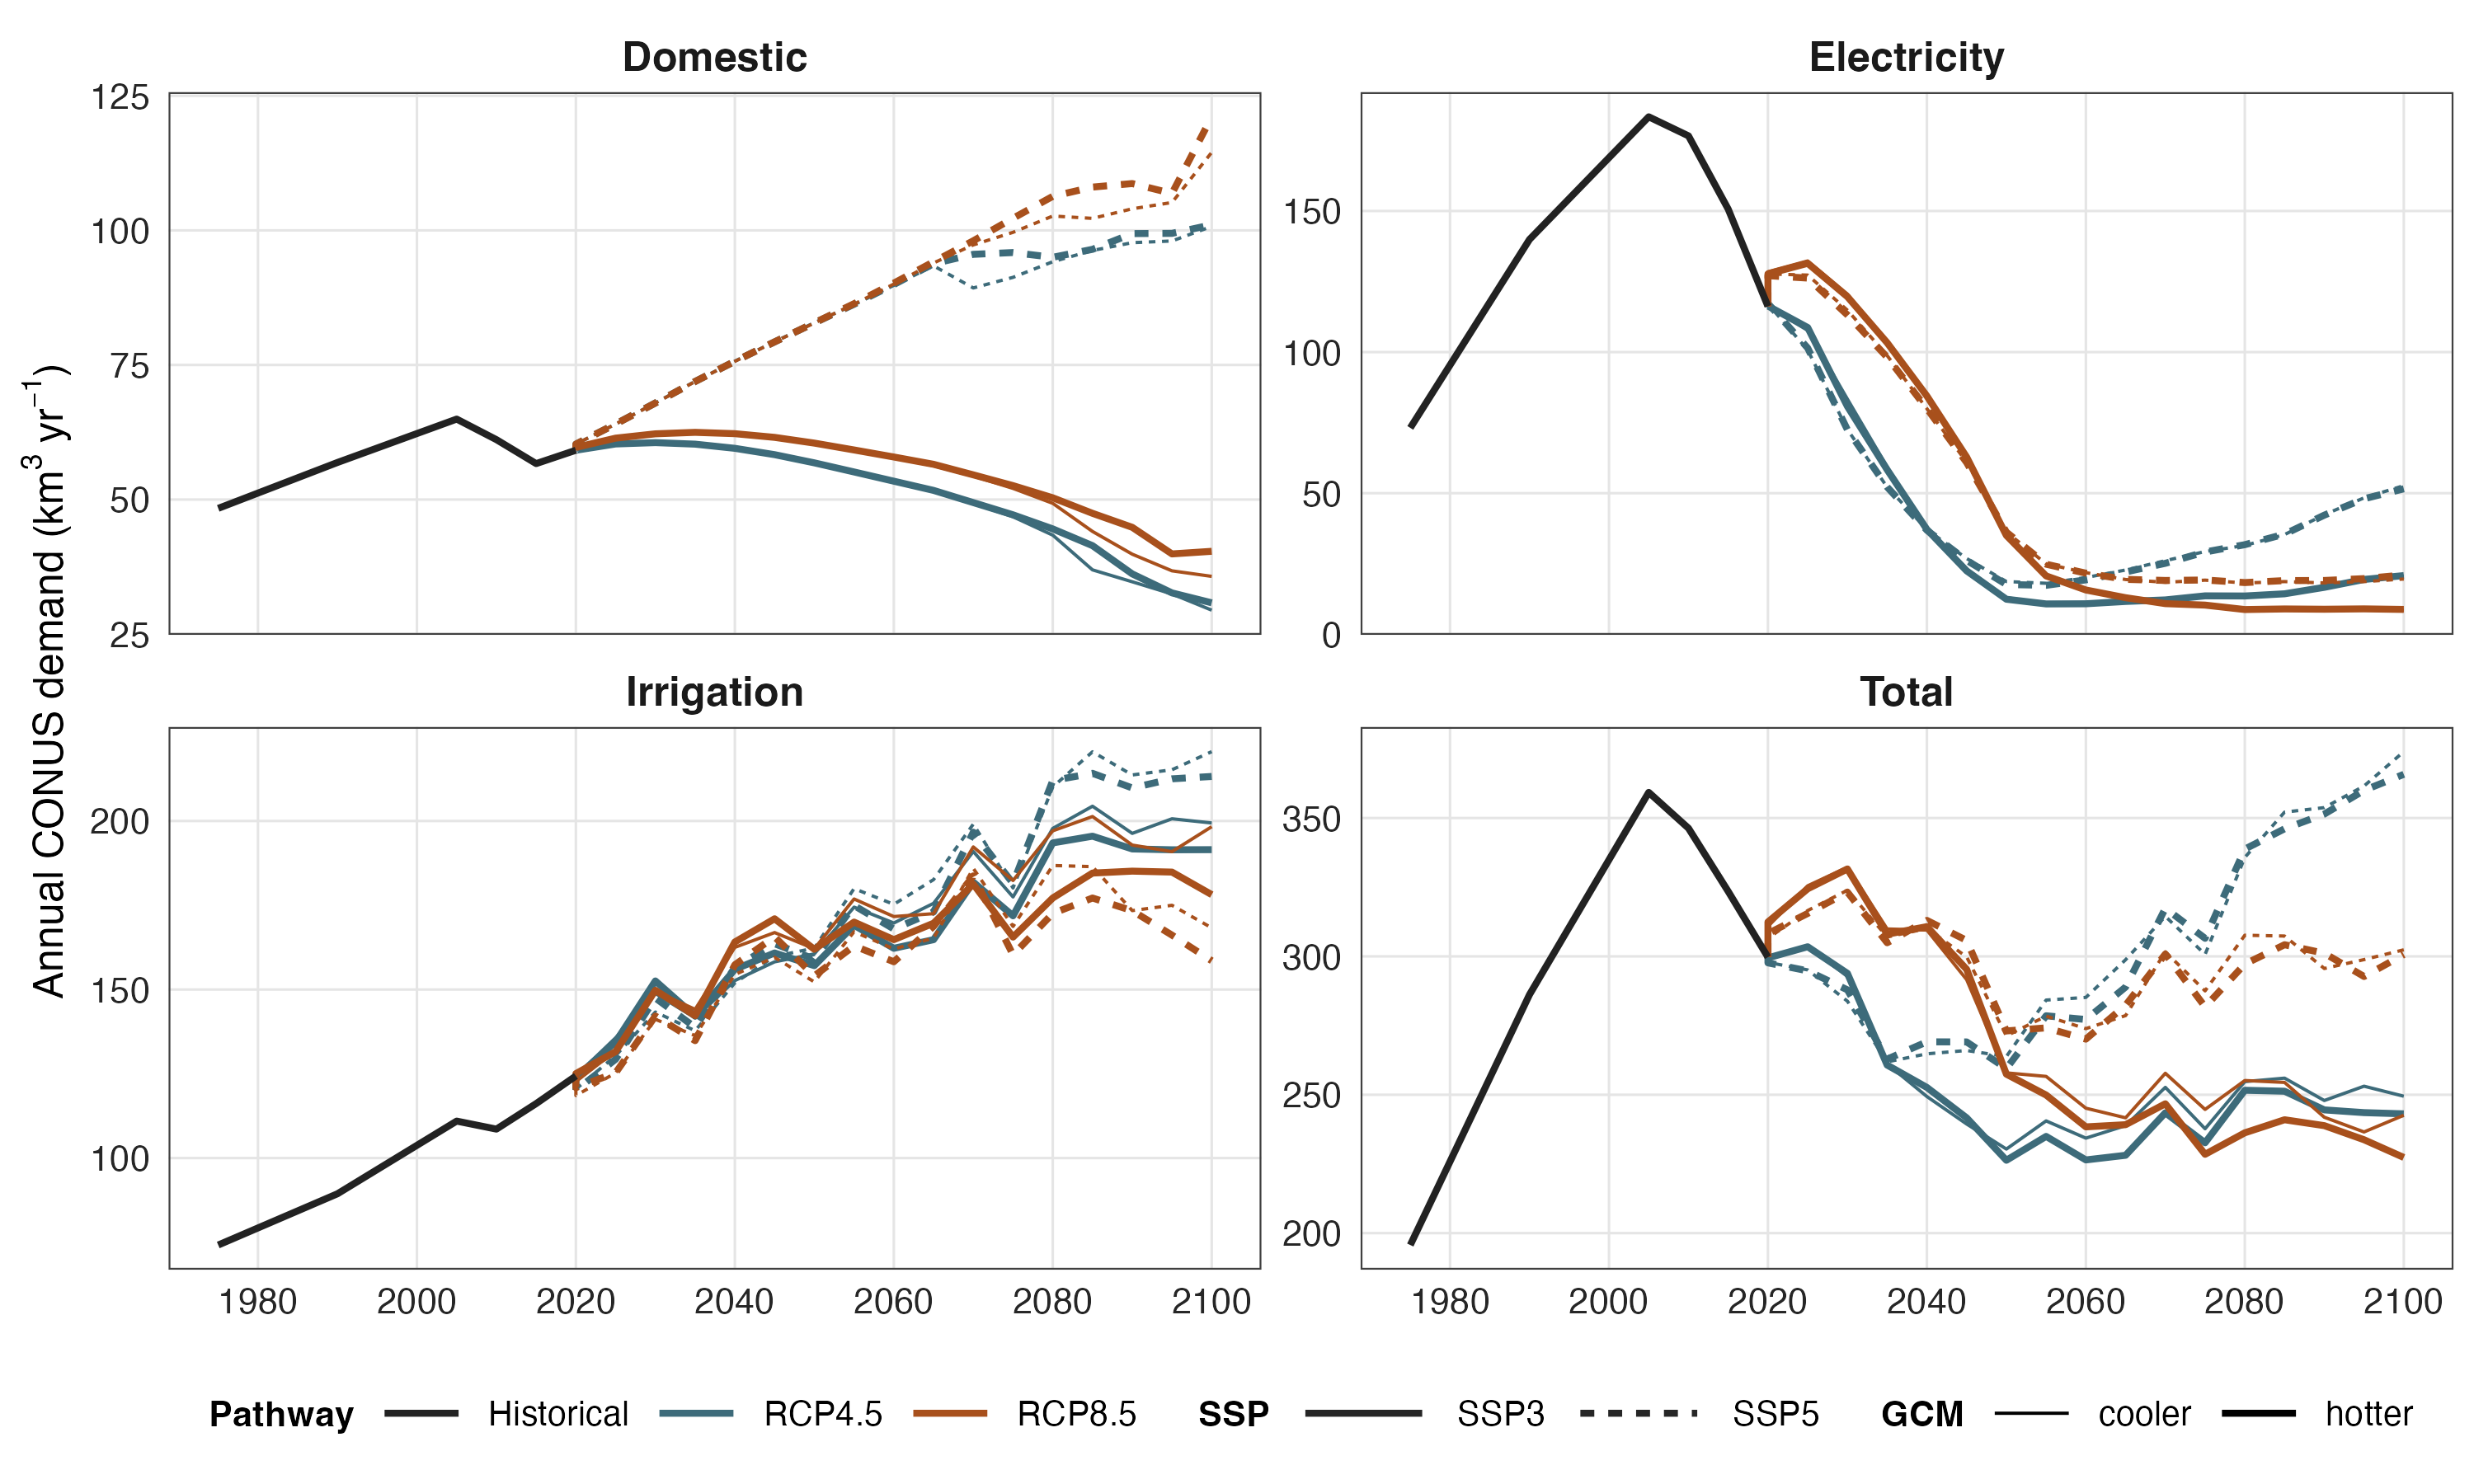 Domestic
Electricity
125
100
75
50
25
150
100
50
0
Annual CONUS demand (km³ yr⁻¹)
Irrigation
Total
200
150
100
350
300
250
200
1980 2000 2020 2040 2060 2080 2100
1980 2000 2020 2040 2060 2080 2100
Pathway Historical RCP4.5 RCP8.5 SSP SSP3 SSP5 GCM cooler hotter